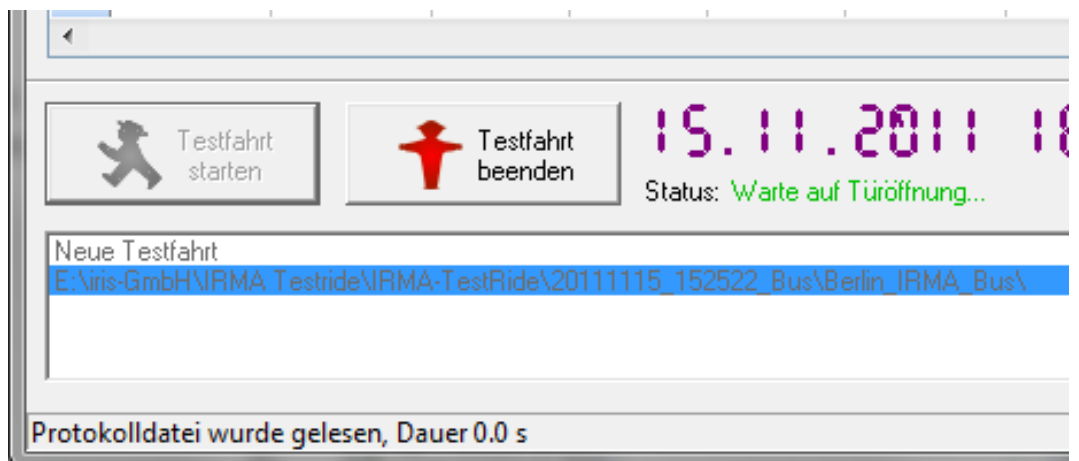 Testfahrt
starten
Testfahrt
beenden
15.11.2011
Status: Warte auf Türöffnung...
Neue Testfahrt
E:\iris-GmbH\IRMA Testride\IRMA-TestRide\20111115_152522_Bus\Berlin_IRMA_Bus\
Protokolldatei wurde gelesen, Dauer 0.0 s